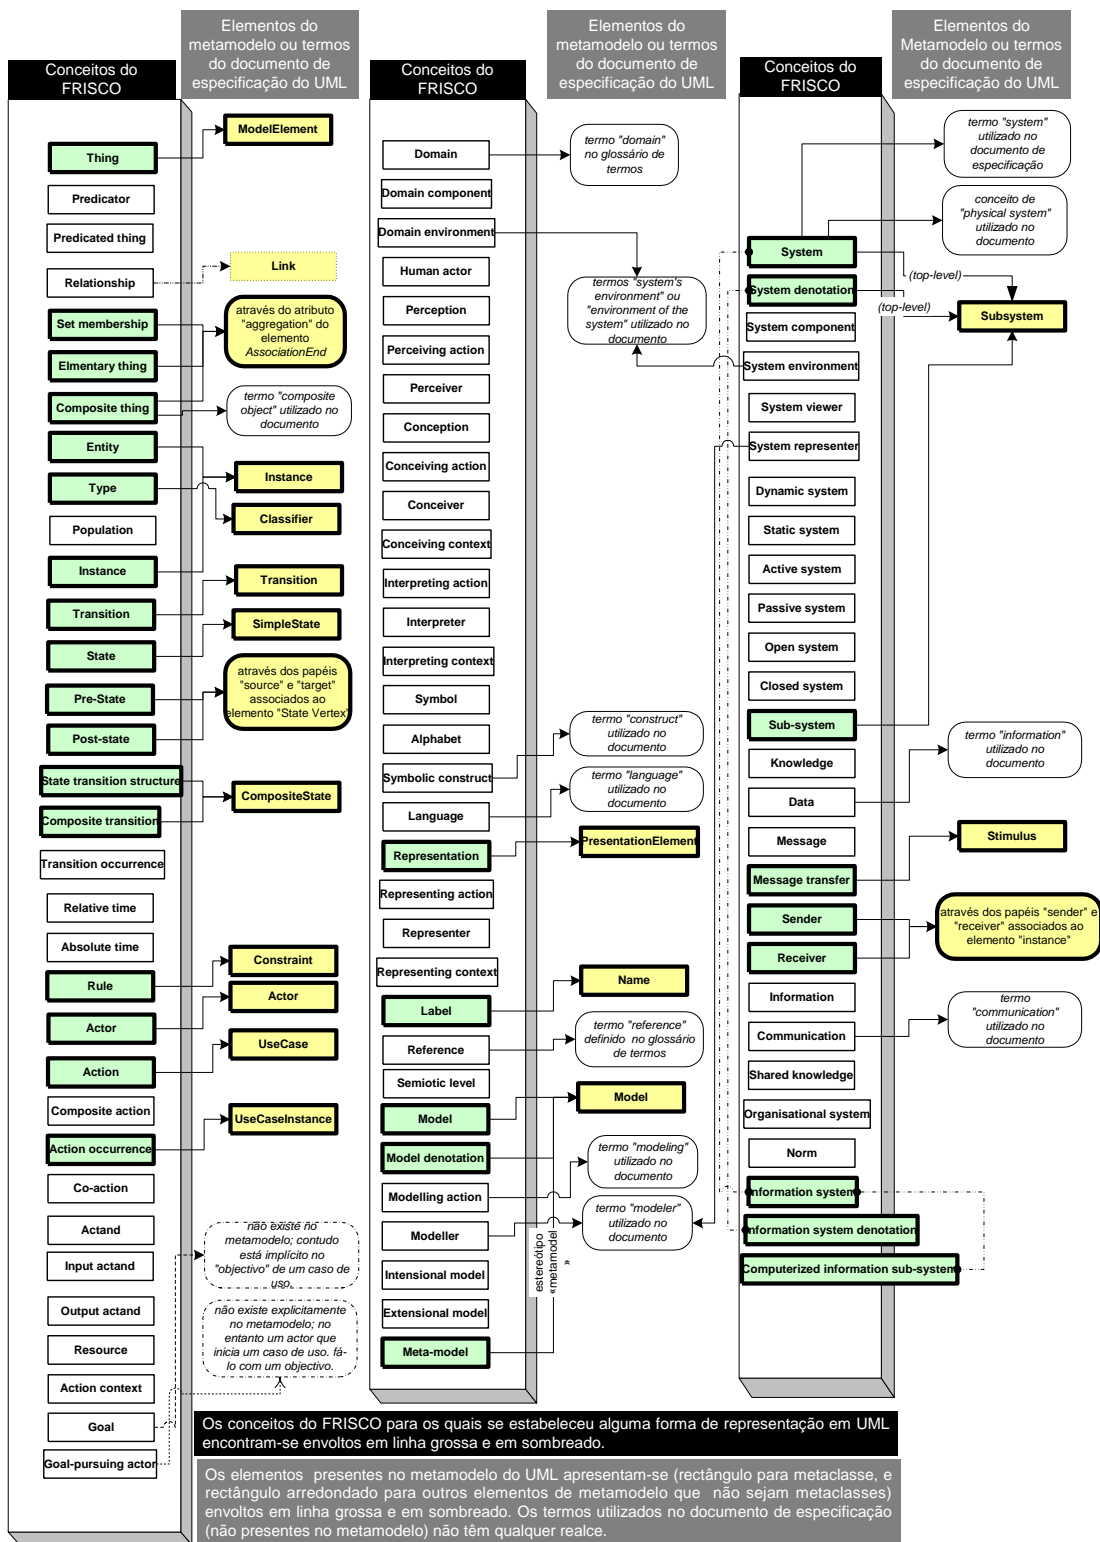 Elementos do
metamodelo ou termos
do documento de
especificação do UML
Conceitos do
FRISCO
ModelElement
Thing
Predicator
Predicated thing
Relationship
Link
Set membership
através do atributo
"aggregation" do
elemento
AssociationEnd
Elmentary thing
Composite thing
termo "composite
object" utilizado no
documento
Entity
Instance
Type
Classifier
Population
Instance
Transition
Transition
SimpleState
State
através dos papéis
"source" e "target"
associados ao
elemento "State Vertex"
Pre-State
Post-state
State transition structure
CompositeState
Composite transition
Transition occurrence
Relative time
Absolute time
Constraint
Rule
Actor
Actor
UseCase
Action
Composite action
UseCaseInstance
Action occurrence
Co-action
Actand
não existe no
metamodelo; contudo
está implícito no
"objectivo" de um caso de
uso.
Input actand
Output actand
não existe explicitamente
no metamodelo; no
entanto um actor que
inicia um caso de uso. fá-
lo com um objectivo.
Resource
Action context
Goal
Goal-pursuing actor
Elementos do
metamodelo ou termos
do documento de
especificação do UML
Conceitos do
FRISCO
Domain
termo "domain"
no glossário de
termos
Domain component
Domain environment
Human actor
termos "system's
environment" ou
"environment of the
system" utilizado no
documento
Perception
Perceiving action
Perceiver
Conception
Conceiving action
Conceiver
Conceiving context
Interpreting action
Interpreter
Interpreting context
Symbol
Alphabet
termo "construct"
utilizado no
documento
Symbolic construct
termo "language"
utilizado no
documento
Language
PresentationElement
Representation
Representing action
Representer
Representing context
Name
Label
termo "reference"
definido no glossário
de termos
Reference
Semiotic level
Model
Model
Model denotation
termo "modeling"
utilizado no
documento
Modelling action
termo "modeler"
utilizado no
documento
Modeller
estereótipo
«metamodel
»
Intensional model
Extensional model
Meta-model
Elementos do
Metamodelo ou termos
do documento de
especificação do UML
Conceitos do
FRISCO
termo "system"
utilizado no
documento de
especificação
conceito de
"physical system"
utilizado no
documento
System
(top-level)
System denotation
(top-level)
Subsystem
System component
System environment
System viewer
System representer
Dynamic system
Static system
Active system
Passive system
Open system
Closed system
Sub-system
termo "information"
utilizado no
documento
Knowledge
Data
Message
Stimulus
Message transfer
através dos papéis "sender" e
"receiver" associados ao
elemento "instance"
Sender
Receiver
Information
termo
"communication"
utilizado no
documento
Communication
Shared knowledge
Organisational system
Norm
Information system
Information system denotation
Computerized information sub-system
Os conceitos do FRISCO para os quais se estabeleceu alguma forma de representação em UML
encontram-se envoltos em linha grossa e em sombreado.
Os elementos presentes no metamodelo do UML apresentam-se (rectângulo para metaclasse, e
rectângulo arredondado para outros elementos de metamodelo que não sejam metaclasses)
envoltos em linha grossa e em sombreado. Os termos utilizados no documento de especificação
(não presentes no metamodelo) não têm qualquer realce.